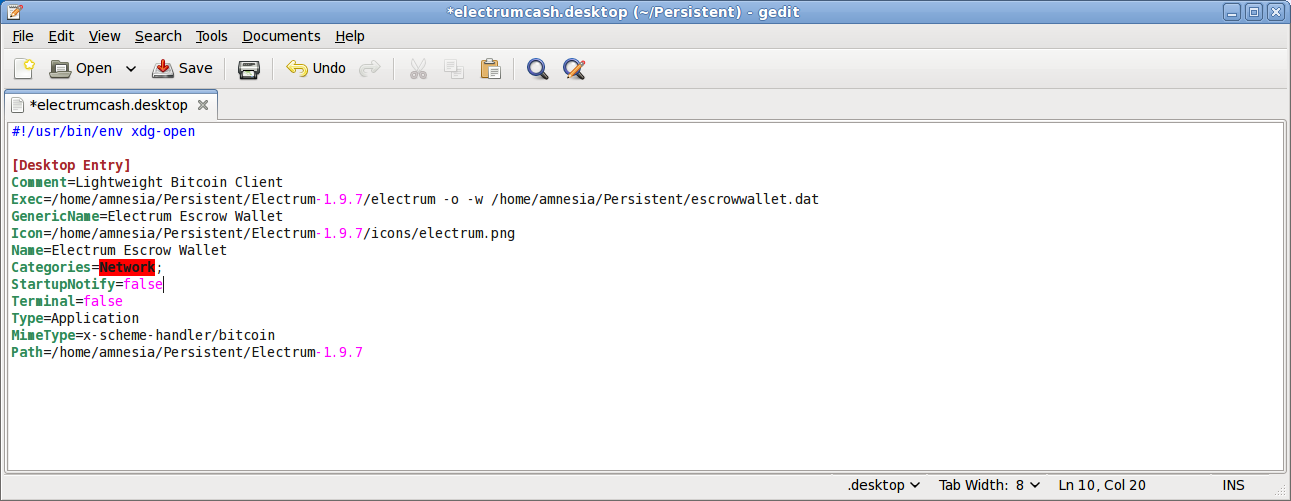 *electrumcash.desktop (~/Persistent) - gedit
File Edit View Search Tools Documents Help
Open Save Undo
*electrumcash.desktop
#!/usr/bin/env xdg-open
[Desktop Entry]
Comment=Lightweight Bitcoin Client
Exec=/home/amnesia/Persistent/Electrum-1.9.7/electrum -o -w /home/amnesia/Persistent/escrowwallet.dat
GenericName=Electrum Escrow Wallet
Icon=/home/amnesia/Persistent/Electrum-1.9.7/icons/electrum.png
Name=Electrum Escrow Wallet
Categories=Network;
StartupNotify=false
Terminal=false
Type=Application
MimeType=x-scheme-handler/bitcoin
Path=/home/amnesia/Persistent/Electrum-1.9.7
.desktop Tab Width: 8 Ln 10, Col 20 INS